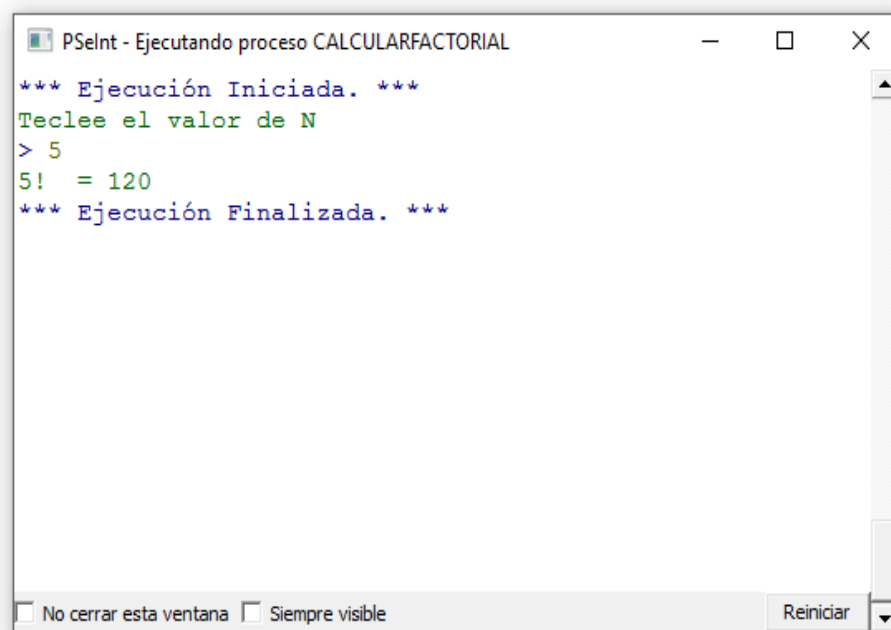 PSeInt - Ejecutando proceso CALCULARFACTORIAL
*** Ejecución Iniciada. ***
Teclee el valor de N
> 5
5!  = 120
*** Ejecución Finalizada. ***
No cerrar esta ventana Siempre visible Reiniciar